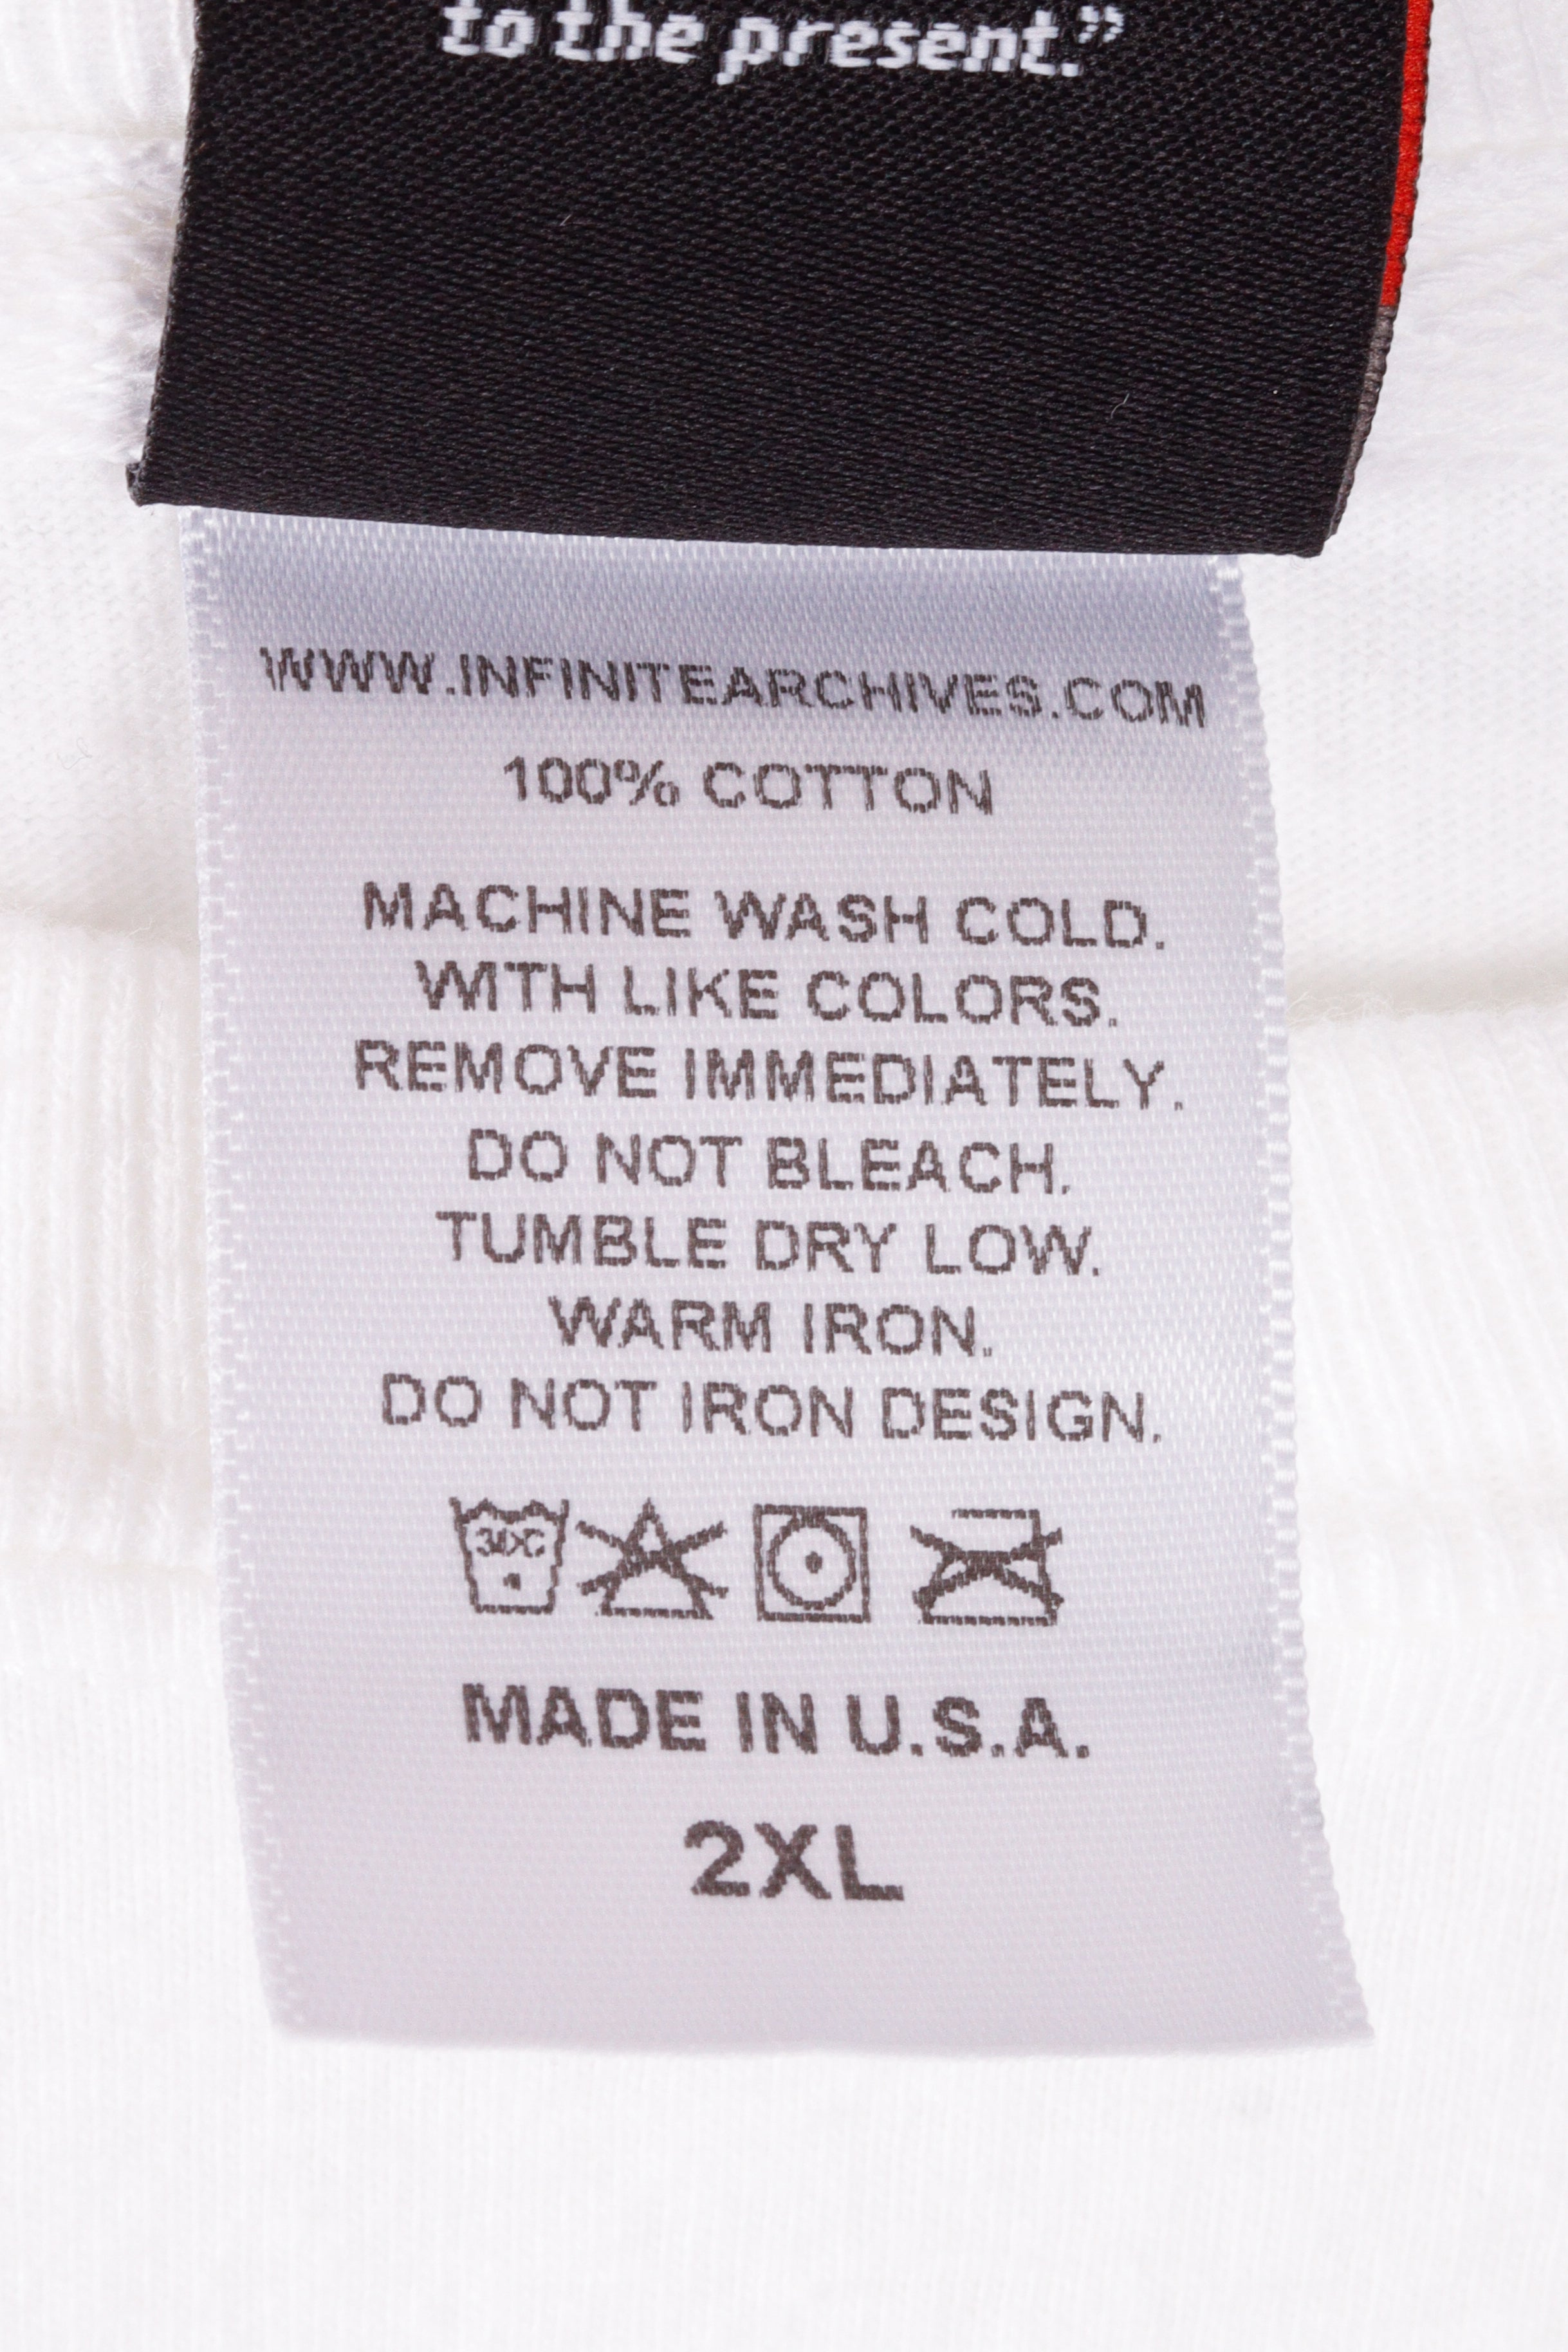 to the present.”
WWW.INFINITEARCHIVES.COM
100% COTTON
MACHINE WASH COLD.
WITH LIKE COLORS.
REMOVE IMMEDIATELY.
DO NOT BLEACH.
TUMBLE DRY LOW.
WARM IRON.
DO NOT IRON DESIGN.
30°C
MADE IN U.S.A.
2XL